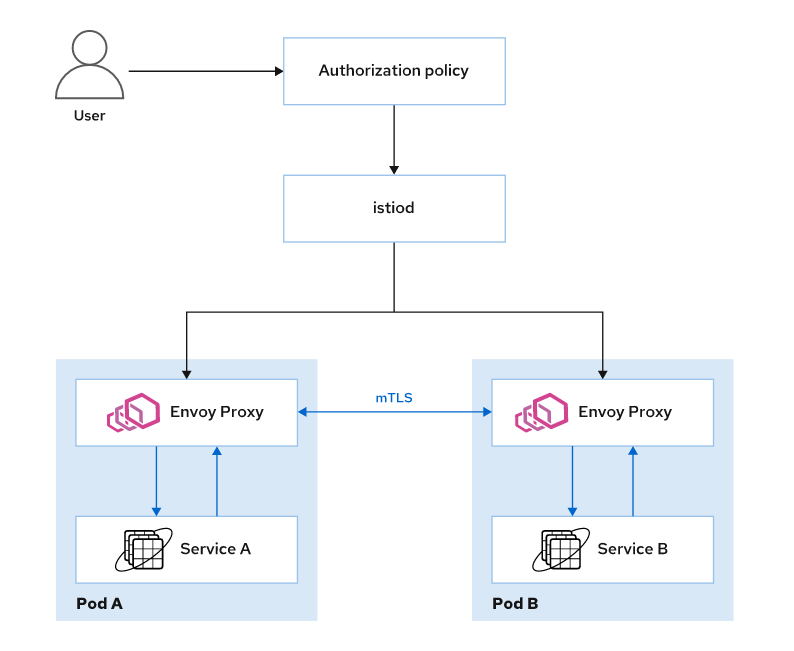 Authorization policy
User
istiod
mTLS
Envoy Proxy
Envoy Proxy
Service A
Service B
Pod A
Pod B